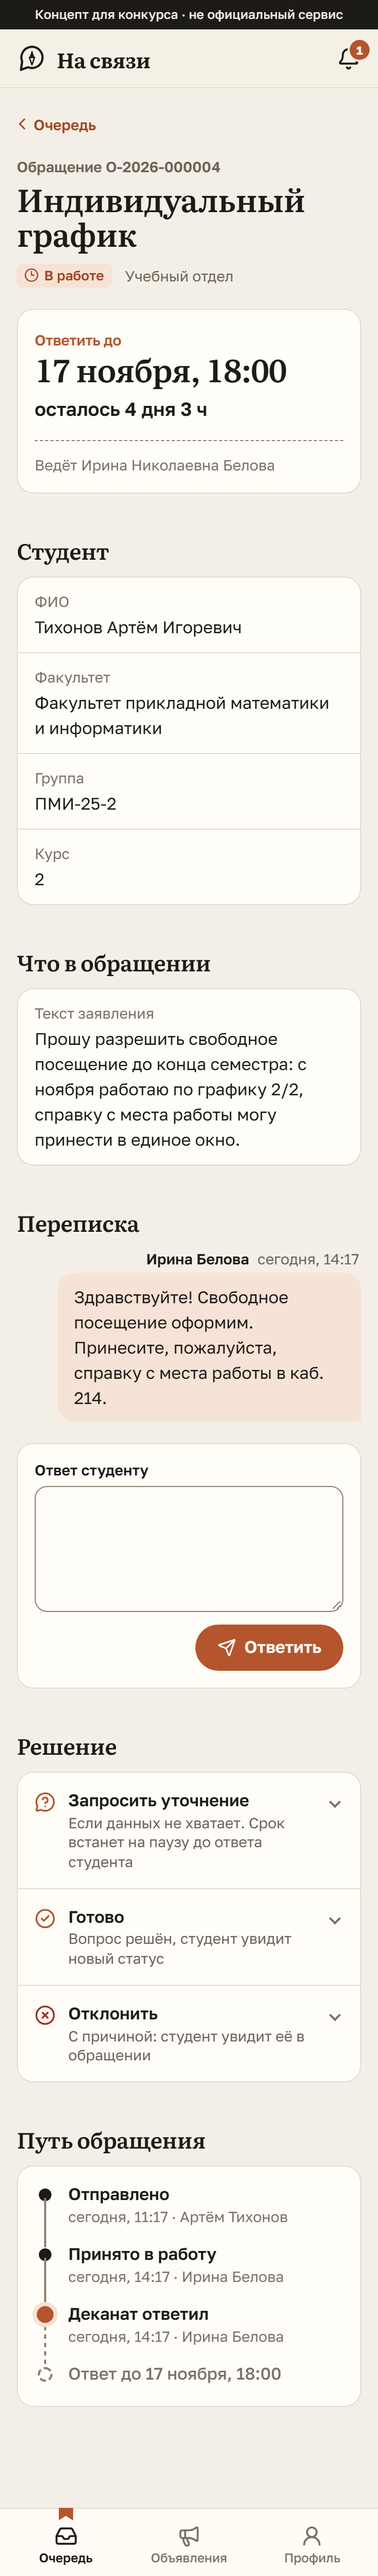 Концепт для конкурса · не официальный сервис
На связи
1
Очередь
Обращение О-2026-000004
Индивидуальный
график
В работе
Учебный отдел
Ответить до
17 ноября, 18:00
осталось 4 дня 3 ч
Ведёт Ирина Николаевна Белова
Студент
ФИО
Тихонов Артём Игоревич
Факультет
Факультет прикладной математики
и информатики
Группа
ПМИ-25-2
Курс
2
Что в обращении
Текст заявления
Прошу разрешить свободное
посещение до конца семестра: с
ноября работаю по графику 2/2,
справку с места работы могу
принести в единое окно.
Переписка
Ирина Белова сегодня, 14:17
Здравствуйте! Свободное
посещение оформим.
Принесите, пожалуйста,
справку с места работы в каб.
214.
Ответ студенту
Ответить
Решение
Запросить уточнение
Если данных не хватает. Срок
встанет на паузу до ответа
студента
Готово
Вопрос решён, студент увидит
новый статус
Отклонить
С причиной: студент увидит её в
обращении
Путь обращения
Отправлено
сегодня, 11:17 · Артём Тихонов
Принято в работу
сегодня, 14:17 · Ирина Белова
Деканат ответил
сегодня, 14:17 · Ирина Белова
Ответ до 17 ноября, 18:00
Очередь
Объявления
Профиль